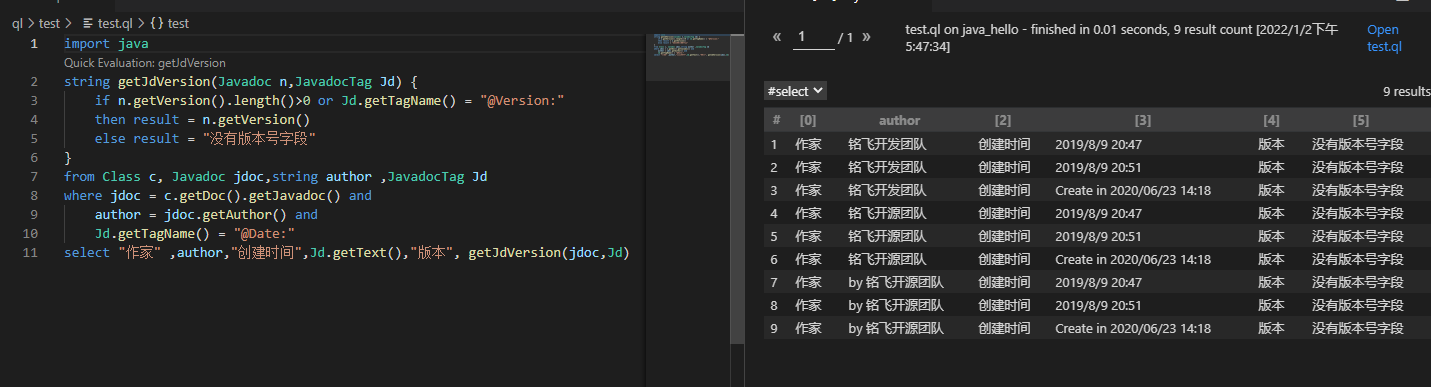 ql > test > test.ql > {} test
1 import java
Quick Evaluation: getJdVersion
2 string getJdVersion(Javadoc n,JavadocTag Jd) {
3 if n.getVersion().length()>0 or Jd.getTagName() = "@Version:"
4 then result = n.getVersion()
5 else result = "没有版本号字段"
6 }
7 from Class c, Javadoc jdoc,string author ,JavadocTag Jd
8 where jdoc = c.getDoc().getJavadoc() and
9 author = jdoc.getAuthor() and
10 Jd.getTagName() = "@Date:"
11 select "作家" ,author,"创建时间",Jd.getText(),"版本", getJdVersion(jdoc,Jd)
« 1 / 1 »
test.ql on java_hello - finished in 0.01 seconds, 9 result count [2022/1/2下午
5:47:34]
Open
test.ql
#select 9 results
# [0] author [2] [3] [4] [5]
1 作家 铭飞开发团队 创建时间 2019/8/9 20:47 版本 没有版本号字段
2 作家 铭飞开发团队 创建时间 2019/8/9 20:51 版本 没有版本号字段
3 作家 铭飞开发团队 创建时间 Create in 2020/06/23 14:18 版本 没有版本号字段
4 作家 铭飞开源团队 创建时间 2019/8/9 20:47 版本 没有版本号字段
5 作家 铭飞开源团队 创建时间 2019/8/9 20:51 版本 没有版本号字段
6 作家 铭飞开源团队 创建时间 Create in 2020/06/23 14:18 版本 没有版本号字段
7 作家 by 铭飞开源团队 创建时间 2019/8/9 20:47 版本 没有版本号字段
8 作家 by 铭飞开源团队 创建时间 2019/8/9 20:51 版本 没有版本号字段
9 作家 by 铭飞开源团队 创建时间 Create in 2020/06/23 14:18 版本 没有版本号字段